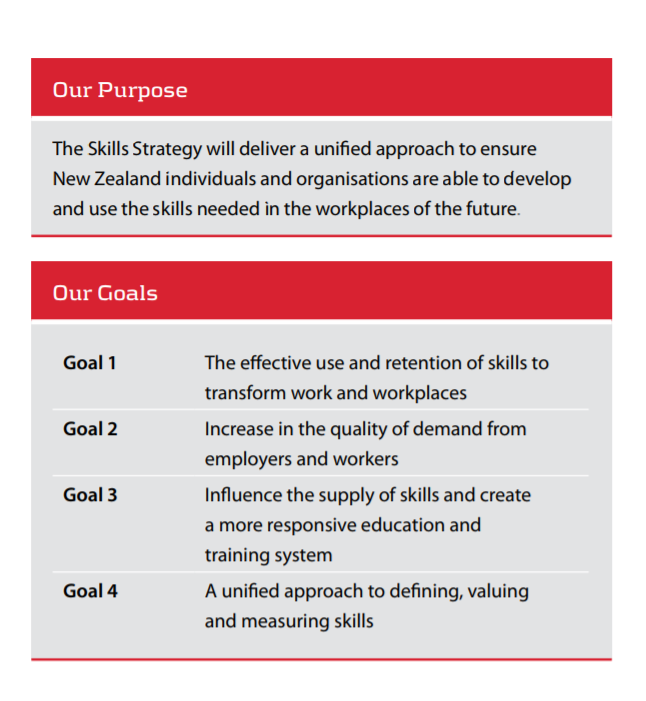 Our Purpose
The Skills Strategy will deliver a unified approach to ensure
New Zealand individuals and organisations are able to develop
and use the skills needed in the workplaces of the future.
Our Goals
Goal 1 The effective use and retention of skills to
transform work and workplaces
Goal 2 Increase in the quality of demand from
employers and workers
Goal 3 Influence the supply of skills and create
a more responsive education and
training system
Goal 4 A unified approach to defining, valuing
and measuring skills